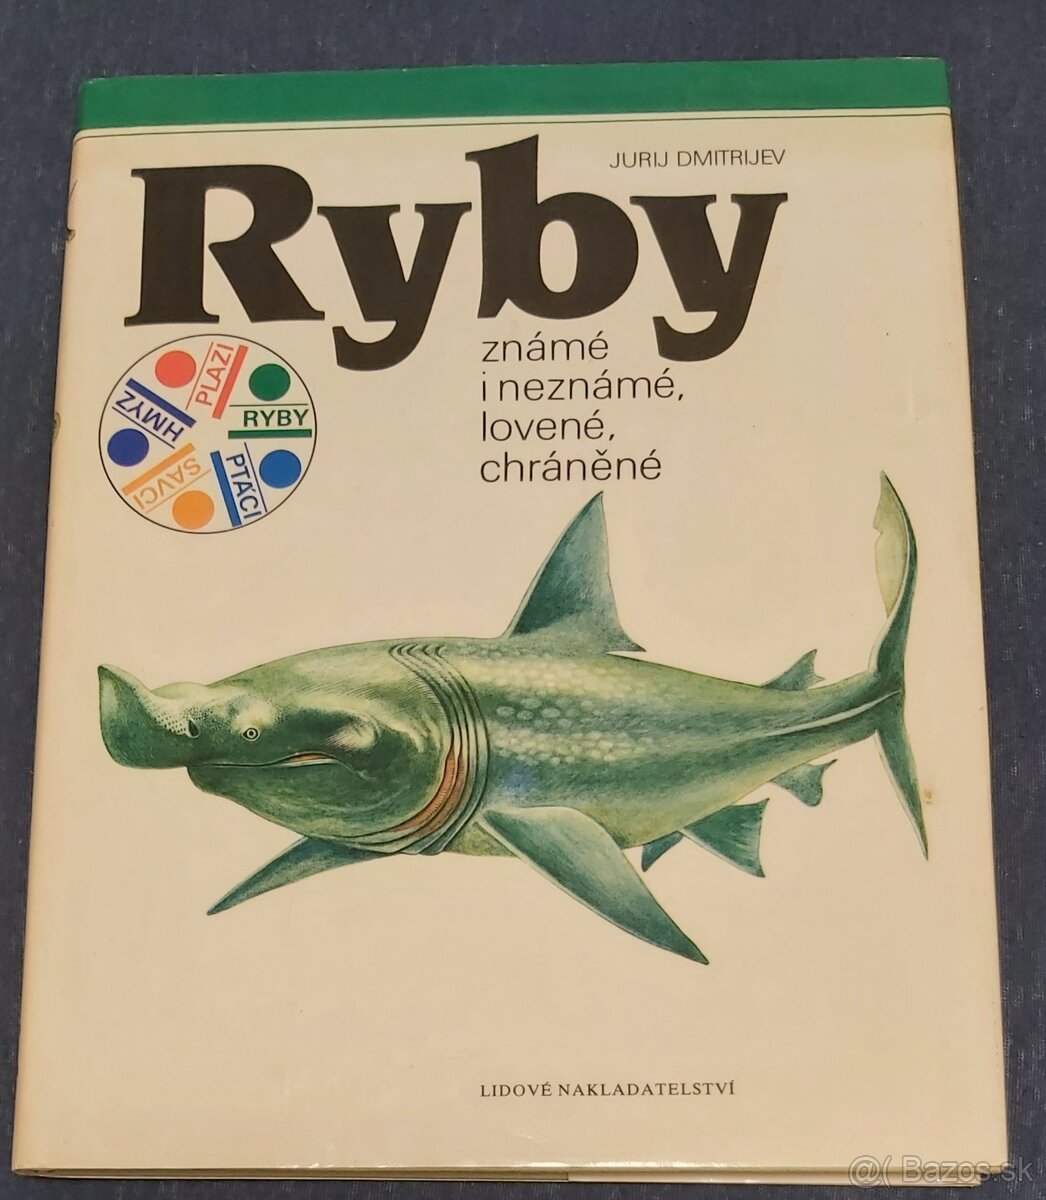 JURIJ DMITRIJEV
Ryby
známé
i neznámé,
lovené,
chráněné
PLAZI
RYBY
HMYZ
PTÁCI
SAVCI
LIDOVÉ NAKLADATELSTVÍ
@( Bazos.sk